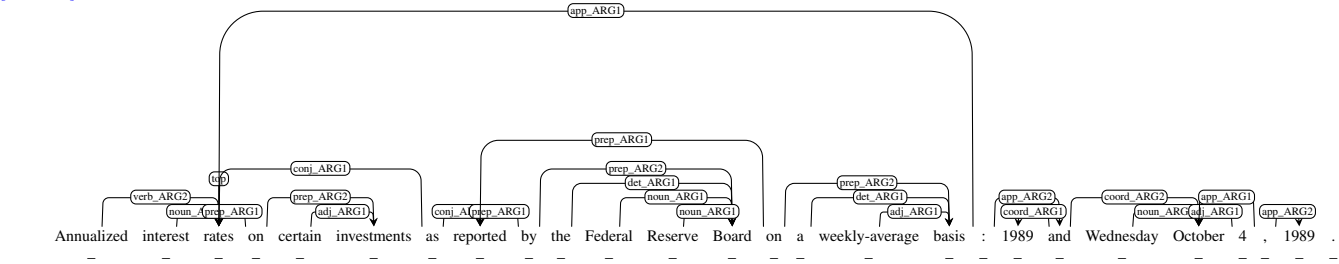 app_ARG1
prep_ARG1
conj_ARG1 prep_ARG2
top det_ARG1 prep_ARG2
verb_ARG2 prep_ARG2 noun_ARG1 det_ARG1 app_ARG2 coord_ARG2 app_ARG1
prep_ARG1 adj_ARG1 prep_ARG1 noun_ARG1 adj_ARG1 coord_ARG1 adj_ARG1 app_ARG2
Annualized interest rates on certain investments as reported by the Federal Reserve Board on a weekly-average basis : 1989 and Wednesday October 4 , 1989 .